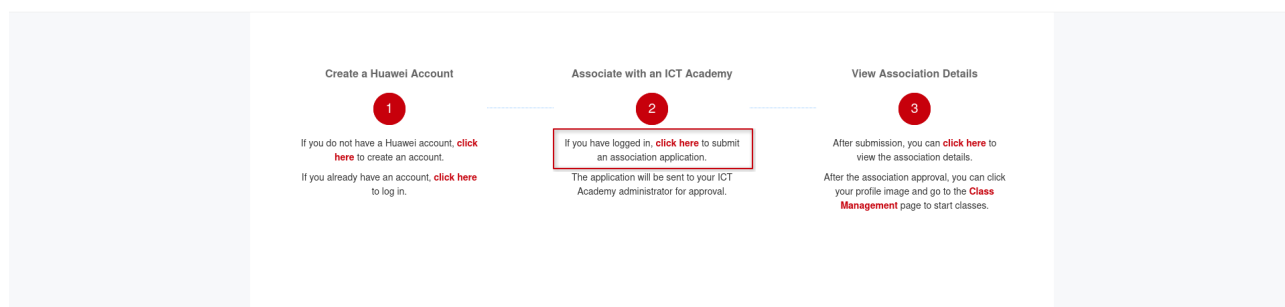 Create a Huawei Account
1
If you do not have a Huawei account, click
here to create an account.
If you already have an account, click here
to log in.
Associate with an ICT Academy
2
If you have logged in, click here to submit
an association application.
The application will be sent to your ICT
Academy administrator for approval.
View Association Details
3
After submission, you can click here to
view the association details.
After the association approval, you can click
your profile image and go to the Class
Management page to start classes.